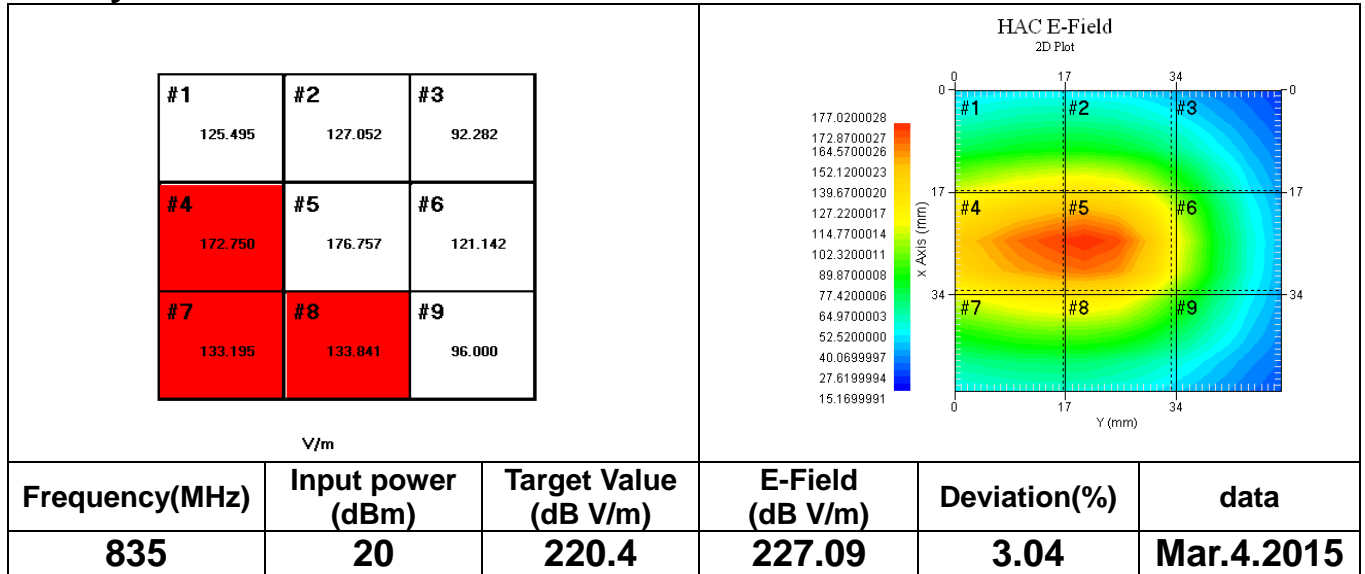 #1 #2 #3
125.495 127.052 92.282
#4 #5 #6
172.750 176.757 121.142
#7 #8 #9
133.195 133.841 96.000
V/m
HAC E-Field
2D Plot
0 17 34
0 0
#1 #2 #3
17 17
#4 #5 #6
34 34
#7 #8 #9
0 17 34
x Axis (mm)
Y (mm)
177.0200028
172.8700027
164.5700026
152.1200023
139.6700020
127.2200017
114.7700014
102.3200011
89.8700008
77.4200006
64.9700003
52.5200000
40.0699997
27.6199994
15.1699991
Frequency(MHz) Input power (dBm) Target Value (dB V/m) E-Field (dB V/m) Deviation(%) data
835 20 220.4 227.09 3.04 Mar.4.2015